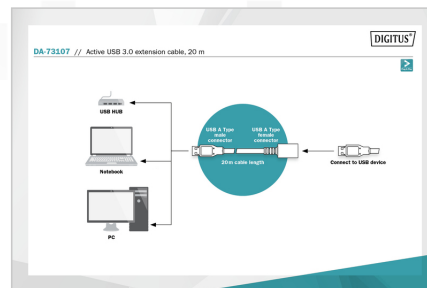 DIGITUS®
DA-73107 // Active USB 3.0 extension cable, 20 m
USB HUB
USB A Type
male
connector
USB A Type
female
connector
20m cable length
Notebook
Connect to USB device
PC